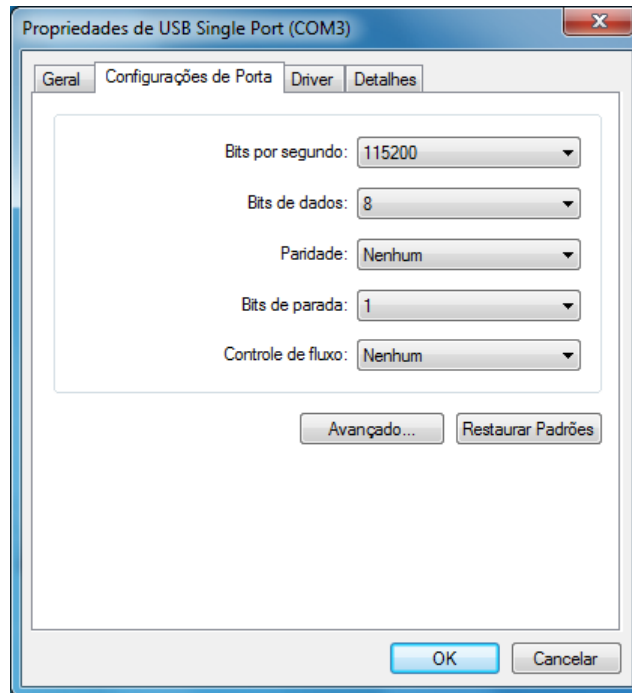 Propriedades de USB Single Port (COM3)
Geral Configurações de Porta Driver Detalhes
Bits por segundo: 115200
Bits de dados: 8
Paridade: Nenhum
Bits de parada: 1
Controle de fluxo: Nenhum
Avançado... Restaurar Padrões
OK Cancelar